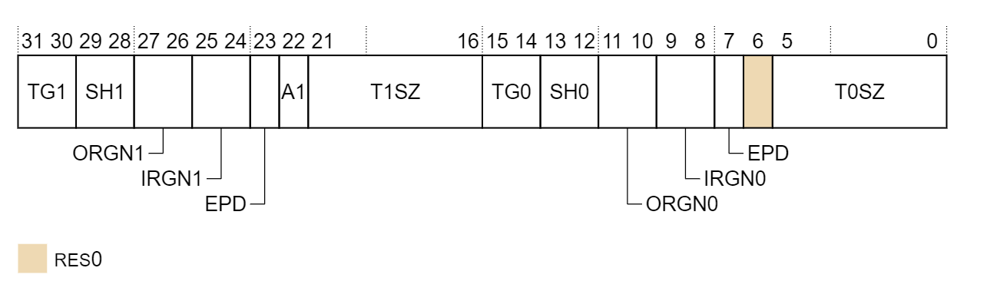 31 30 29 28 27 26 25 24 23 22 21 16 15 14 13 12 11 10 9 8 7 6 5 0
TG1 SH1 A1 T1SZ TG0 SH0 T0SZ
ORGN1 EPD
IRGN1 IRGN0
EPD ORGN0
RES0